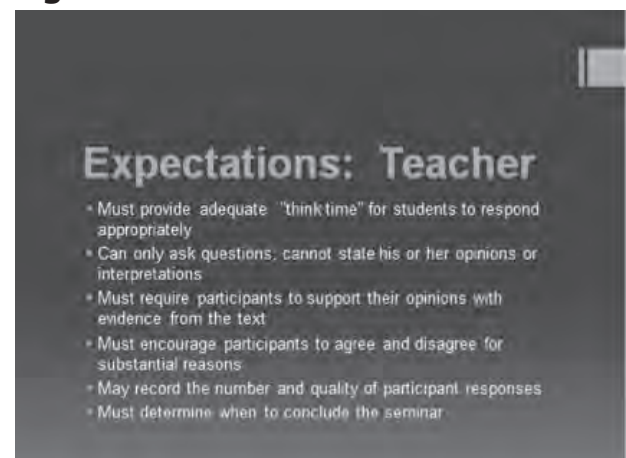 Expectations: Teacher
• Must provide adequate "think time" for students to respond
appropriately
• Can only ask questions; cannot state his or her opinions or
interpretations
• Must require participants to support their opinions with
evidence from the text
• Must encourage participants to agree and disagree for
substantial reasons
• May record the number and quality of participant responses
• Must determine when to conclude the seminar